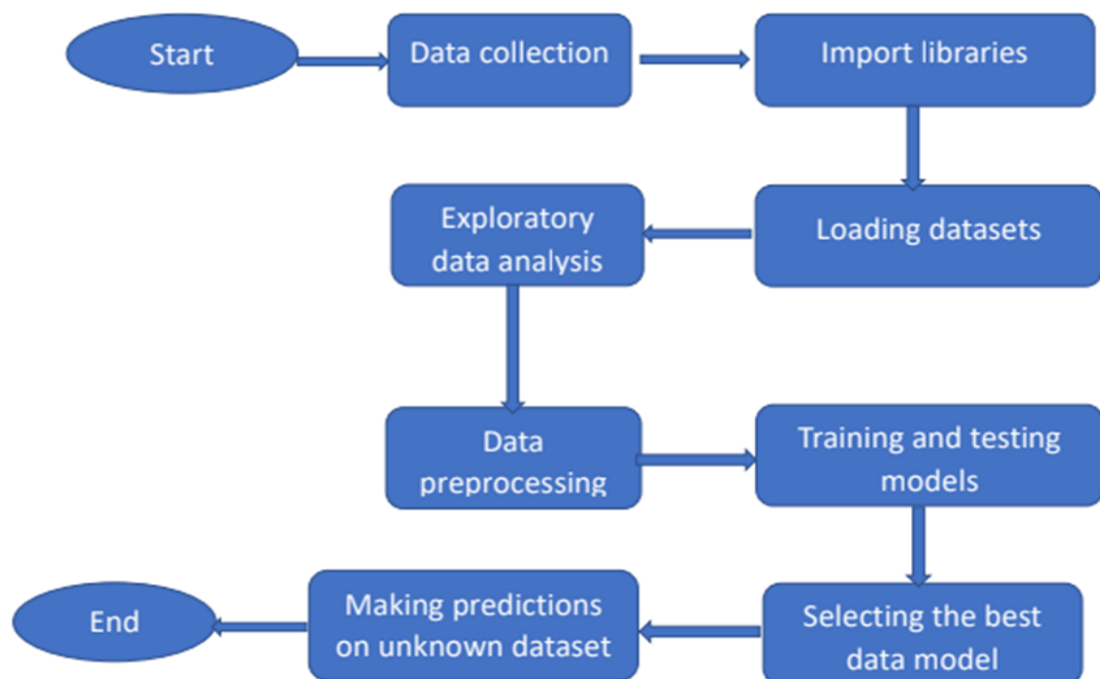 Start
Data collection
Import libraries
Loading datasets
Exploratory
data analysis
Data
preprocessing
Training and testing
models
Selecting the best
data model
Making predictions
on unknown dataset
End